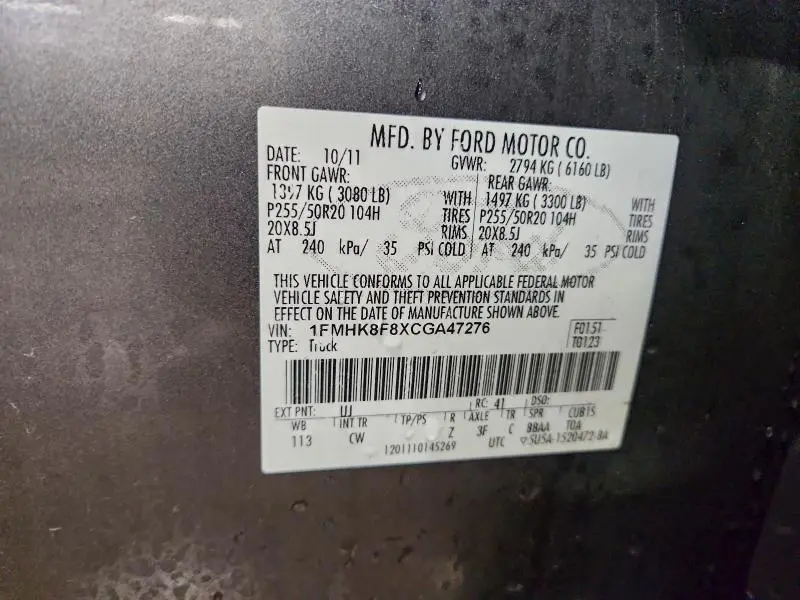 MFD. BY FORD MOTOR CO.
DATE: 10/11 GVWR: 2794 KG ( 6160 LB)
FRONT GAWR: REAR GAWR:
1397 KG ( 3080 LB) WITH 1497 KG ( 3300 LB) WITH
P255/50R20 104H TIRES P255/50R20 104H TIRES
20X8.5J RIMS 20X8.5J RIMS
AT 240 kPa/ 35 PSI COLD AT 240 kPa/ 35 PSI COLD
THIS VEHICLE CONFORMS TO ALL APPLICABLE FEDERAL MOTOR
VEHICLE SAFETY AND THEFT PREVENTION STANDARDS IN
EFFECT ON THE DATE OF MANUFACTURE SHOWN ABOVE.
VIN: 1FMHK8F8XCGA47276 F0151
TYPE: Truck T0123
EXT PNT: UJ RC: 41 DSO:
WB INT TR TP/PS R AXLE TR SPR CUB15
113 CW Z 3F C BBAA TOA
1201110145269 UTC ▽5U5A-1520472-BA